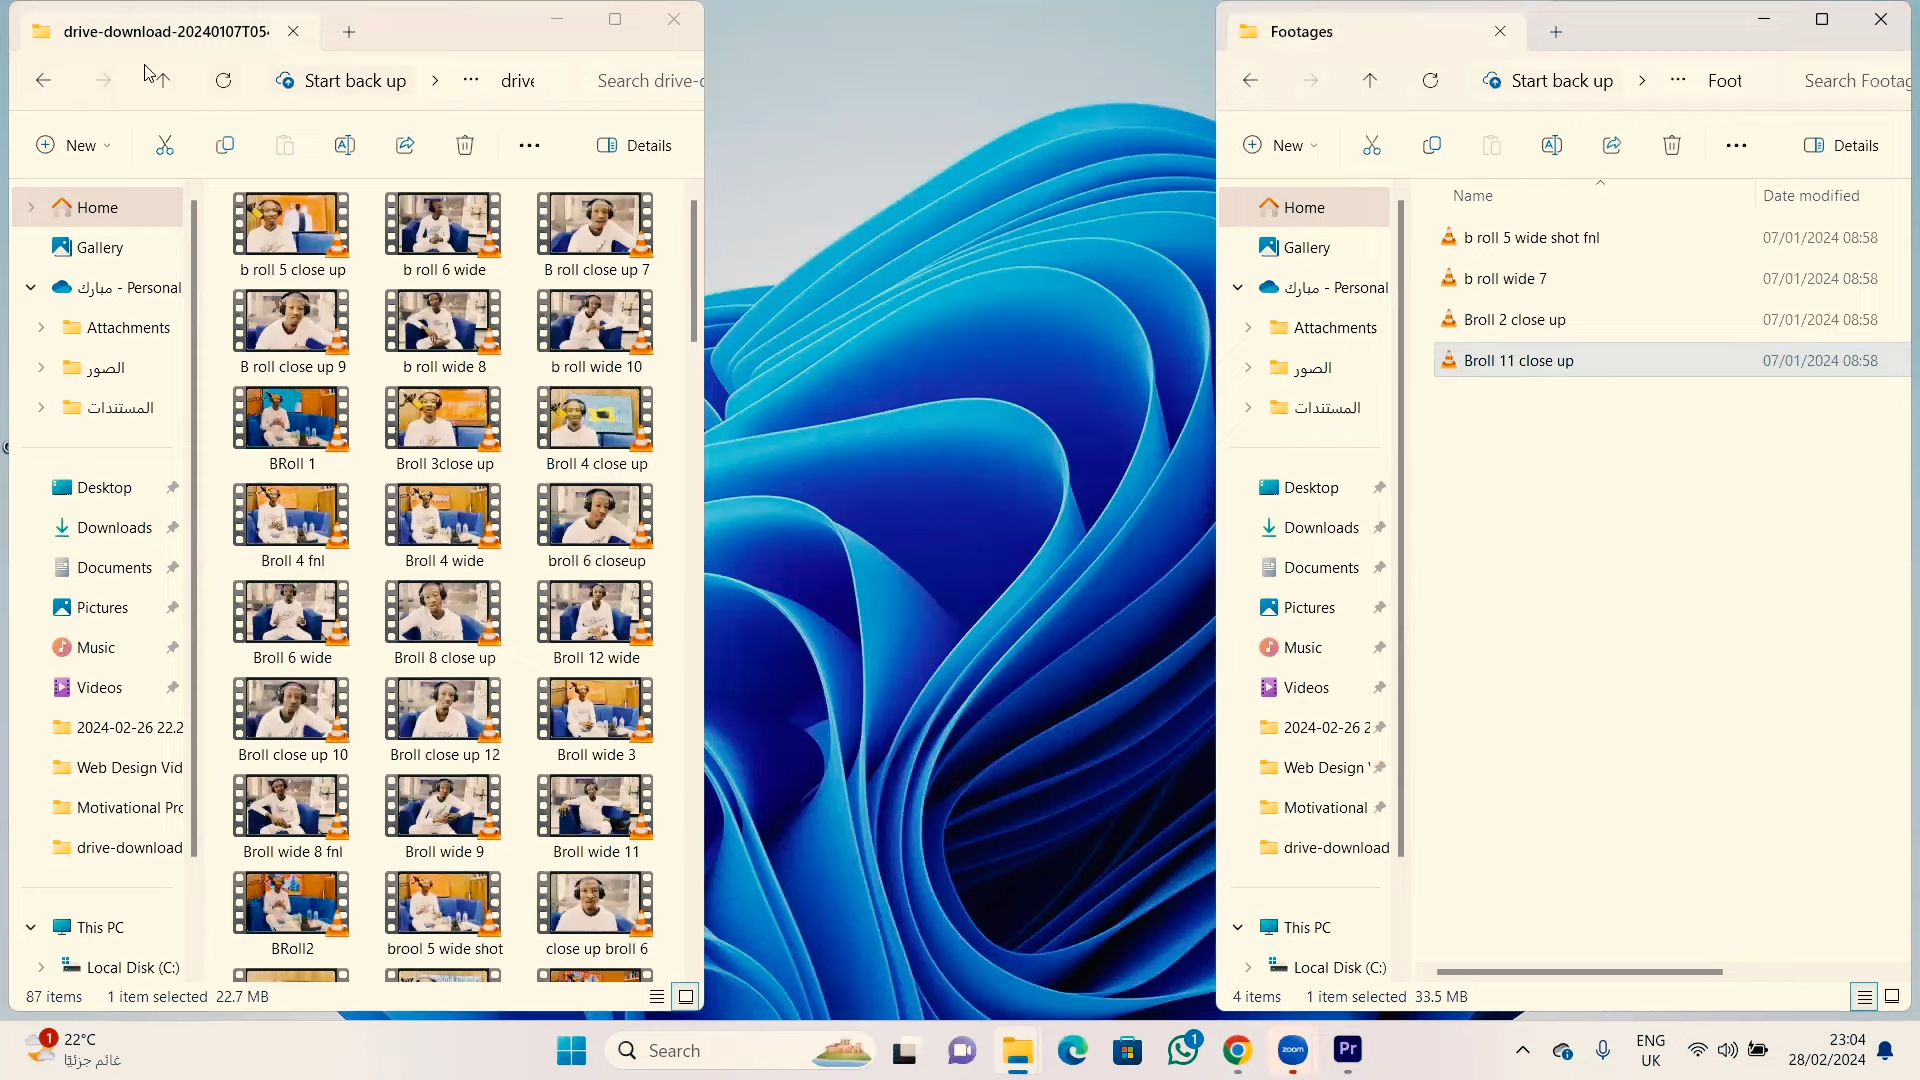 drive-download-20240107T054
Start back up
drive
Search drive-d
New
Details
Home
Gallery
مبارك - Personal
Attachments
الصور
المستندات
Desktop
Downloads
Documents
Pictures
Music
Videos
2024-02-26 22.2
Web Design Vid
Motivational Pro
drive-download
This PC
Local Disk (C:)
b roll 5 close up
b roll 6 wide
B roll close up 7
B roll close up 9
b roll wide 8
b roll wide 10
BRoll 1
Broll 3close up
Broll 4 close up
Broll 4 fnl
Broll 4 wide
broll 6 closeup
Broll 6 wide
Broll 8 close up
Broll 12 wide
Broll close up 10
Broll close up 12
Broll wide 3
Broll wide 8 fnl
Broll wide 9
Broll wide 11
BRoll2
brool 5 wide shot
close up broll 6
87 items 1 item selected 22.7 MB
Footages
Start back up
Foot
Search Footag
New
Details
Home
Gallery
مبارك - Personal
Attachments
الصور
المستندات
Desktop
Downloads
Documents
Pictures
Music
Videos
2024-02-26 2
Web Design
Motivational
drive-download
This PC
Local Disk (C:)
Name Date modified
b roll 5 wide shot fnl 07/01/2024 08:58
b roll wide 7 07/01/2024 08:58
Broll 2 close up 07/01/2024 08:58
Broll 11 close up 07/01/2024 08:58
4 items 1 item selected 33.5 MB
1
22°C
غائم جزئيًا
Search
1
zoom
Pr
ENG
UK
23:04
28/02/2024